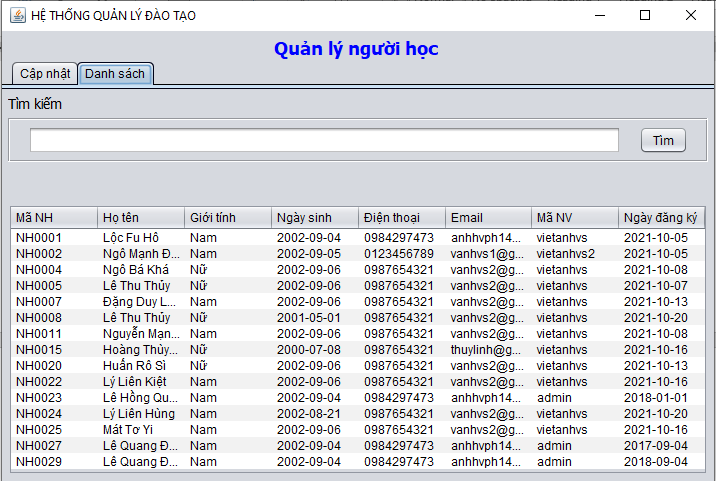 HỆ THỐNG QUẢN LÝ ĐÀO TẠO
Quản lý người học
Cập nhật Danh sách
Tìm kiếm
Tìm
Mã NH Họ tên Giới tính Ngày sinh Điện thoại Email Mã NV Ngày đăng ký
NH0001 Lộc Fu Hô Nam 2002-09-04 0984297473 anhhvph14... vietanhvs 2021-10-05
NH0002 Ngô Mạnh Đ... Nam 2002-09-05 0123456789 vanhvs1@g... vietanhvs2 2021-10-05
NH0004 Ngô Bá Khá Nữ 2002-09-06 0987654321 vanhvs2@g... vietanhvs 2021-10-08
NH0005 Lê Thu Thủy Nữ 2002-09-06 0987654321 vanhvs2@g... vietanhvs 2021-10-07
NH0007 Đặng Duy L... Nam 2002-09-06 0987654321 vanhvs2@g... vietanhvs 2021-10-13
NH0008 Lê Thu Thủy Nữ 2001-05-01 0987654321 vanhvs2@g... vietanhvs 2021-10-20
NH0011 Nguyễn Mạn... Nam 2002-09-06 0987654321 vanhvs2@g... vietanhvs 2021-10-08
NH0015 Hoàng Thùy... Nữ 2000-07-08 0987654321 thuylinh@g... vietanhvs 2021-10-16
NH0020 Huấn Rô Sì Nữ 2002-09-06 0987654321 vanhvs2@g... vietanhvs 2021-10-13
NH0022 Lý Liên Kiệt Nam 2002-09-06 0987654321 vanhvs2@g... vietanhvs 2021-10-16
NH0023 Lê Hồng Qu... Nam 2002-09-04 0984297473 anhhvph14... admin 2018-01-01
NH0024 Lý Liên Hùng Nam 2002-08-21 0987654321 vanhvs2@g... vietanhvs 2021-10-20
NH0025 Mát Tơ Yi Nam 2002-09-06 0987654321 vanhvs2@g... vietanhvs 2021-10-16
NH0027 Lê Quang Đ... Nam 2002-09-04 0984297473 anhhvph14... admin 2017-09-04
NH0029 Lê Quang Đ... Nam 2002-09-04 0984297473 anhhvph14... admin 2018-09-04